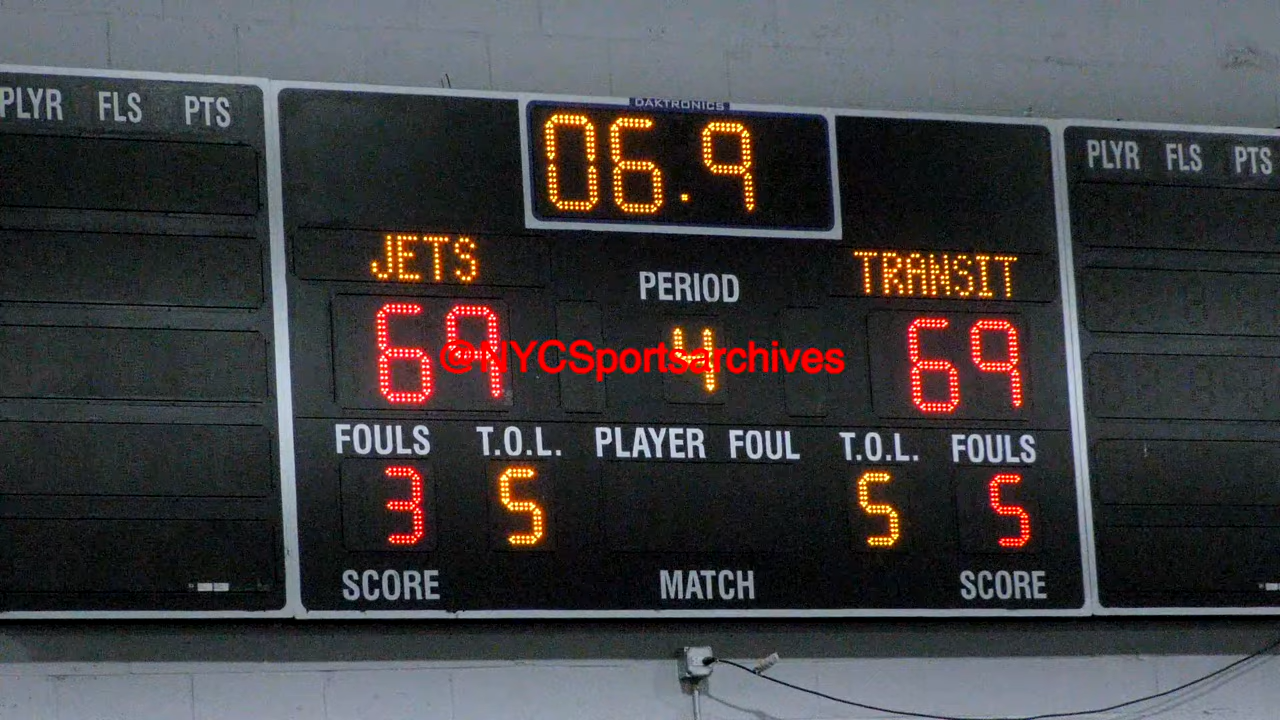 DAKTRONICS
PLYR FLS PTS
06.9
PLYR FLS PTS
JETS
TRANSIT
PERIOD
69
4
69
@NYCSportsarchives
FOULS T.O.L. PLAYER FOUL T.O.L. FOULS
3 5 5 5
SCORE MATCH SCORE